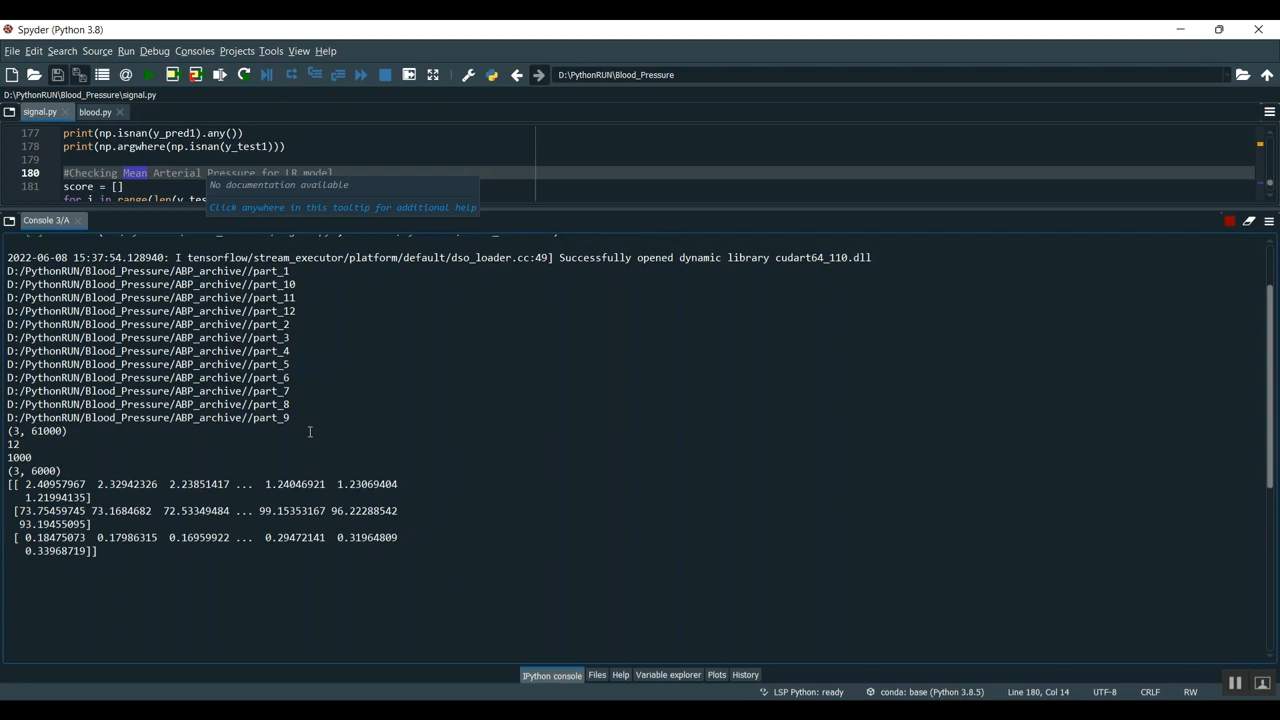 Spyder (Python 3.8)
File Edit Search Source Run Debug Consoles Projects Tools View Help
D:\PythonRUN\Blood_Pressure
D:\PythonRUN\Blood_Pressure\signal.py
signal.py blood.py
177 print(np.isnan(y_pred1).any())
178 print(np.argwhere(np.isnan(y_test1)))
179
180 #Checking Mean Arterial Pressure for LR model
181 score = []
for i in range(len(y_tes
No documentation available
Click anywhere in this tooltip for additional help
Console 3/A
2022-06-08 15:37:54.128940: I tensorflow/stream_executor/platform/default/dso_loader.cc:49] Successfully opened dynamic library cudart64_110.dll
D:/PythonRUN/Blood_Pressure/ABP_archive//part_1
D:/PythonRUN/Blood_Pressure/ABP_archive//part_10
D:/PythonRUN/Blood_Pressure/ABP_archive//part_11
D:/PythonRUN/Blood_Pressure/ABP_archive//part_12
D:/PythonRUN/Blood_Pressure/ABP_archive//part_2
D:/PythonRUN/Blood_Pressure/ABP_archive//part_3
D:/PythonRUN/Blood_Pressure/ABP_archive//part_4
D:/PythonRUN/Blood_Pressure/ABP_archive//part_5
D:/PythonRUN/Blood_Pressure/ABP_archive//part_6
D:/PythonRUN/Blood_Pressure/ABP_archive//part_7
D:/PythonRUN/Blood_Pressure/ABP_archive//part_8
D:/PythonRUN/Blood_Pressure/ABP_archive//part_9
(3, 61000)
12
1000
(3, 6000)
[[ 2.40957967 2.32942326 2.23851417 ... 1.24046921 1.23069404
1.21994135]
[73.75459745 73.1684682 72.53349484 ... 99.15353167 96.22288542
93.19455095]
[ 0.18475073 0.17986315 0.16959922 ... 0.29472141 0.31964809
0.33968719]]
IPython console Files Help Variable explorer Plots History
LSP Python: ready conda: base (Python 3.8.5) Line 180, Col 14 UTF-8 CRLF RW